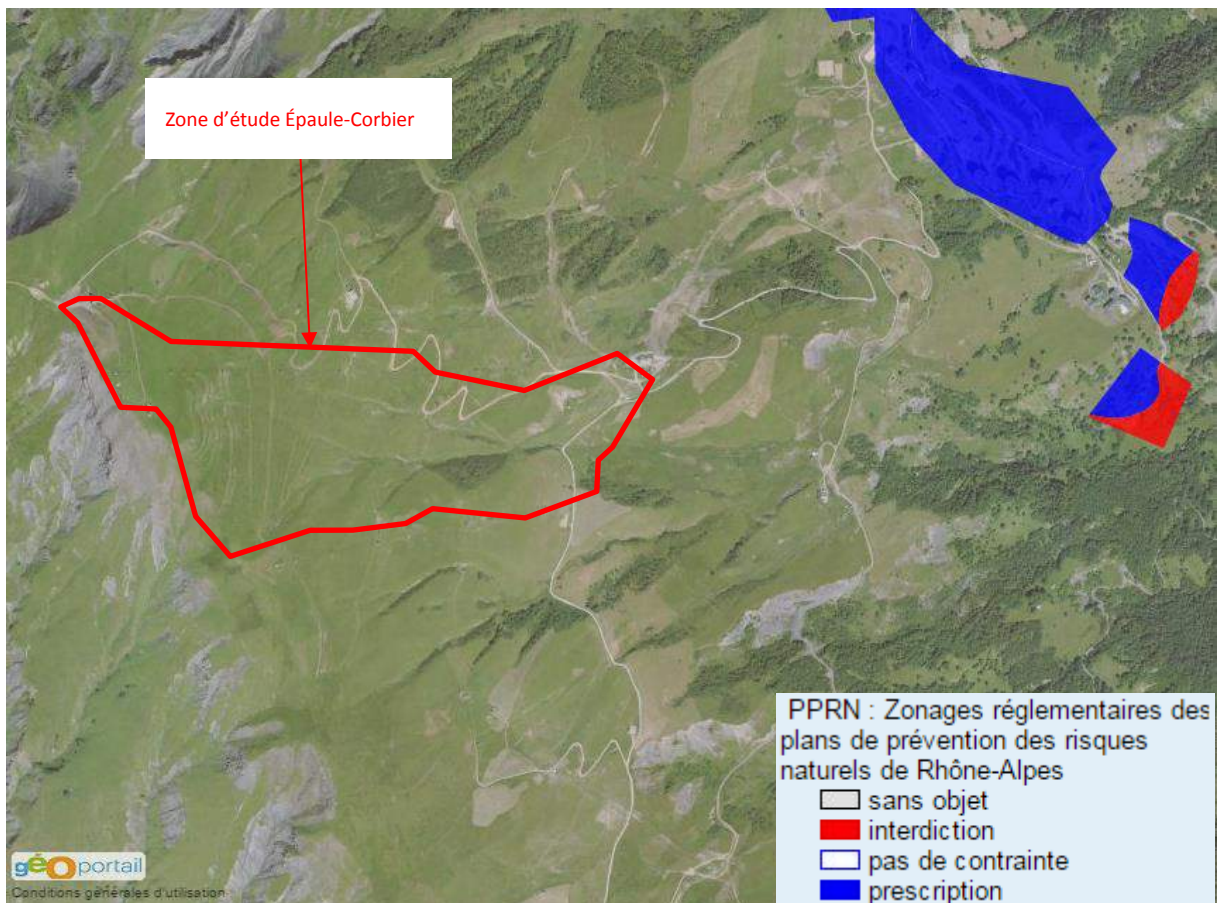 Zone d'étude Épaule-Corbier
PPRN : Zonages réglementaires des
plans de prévention des risques
naturels de Rhône-Alpes
sans objet
interdiction
pas de contrainte
prescription
géoportail
Conditions générales d'utilisation